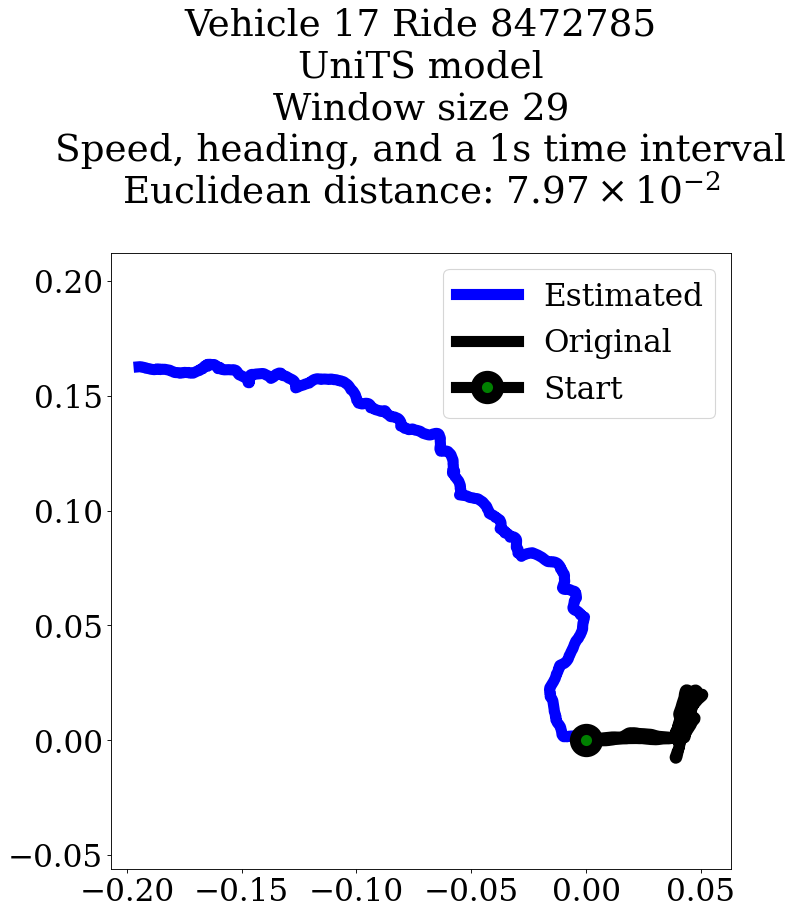 Vehicle 17 Ride 8472785
UniTS model
Window size 29
Speed, heading, and a 1s time interval
Euclidean distance: 7.97 × 10⁻²
0.20
0.15
0.10
0.05
0.00
−0.05
Estimated
Original
Start
−0.20 −0.15 −0.10 −0.05 0.00 0.05